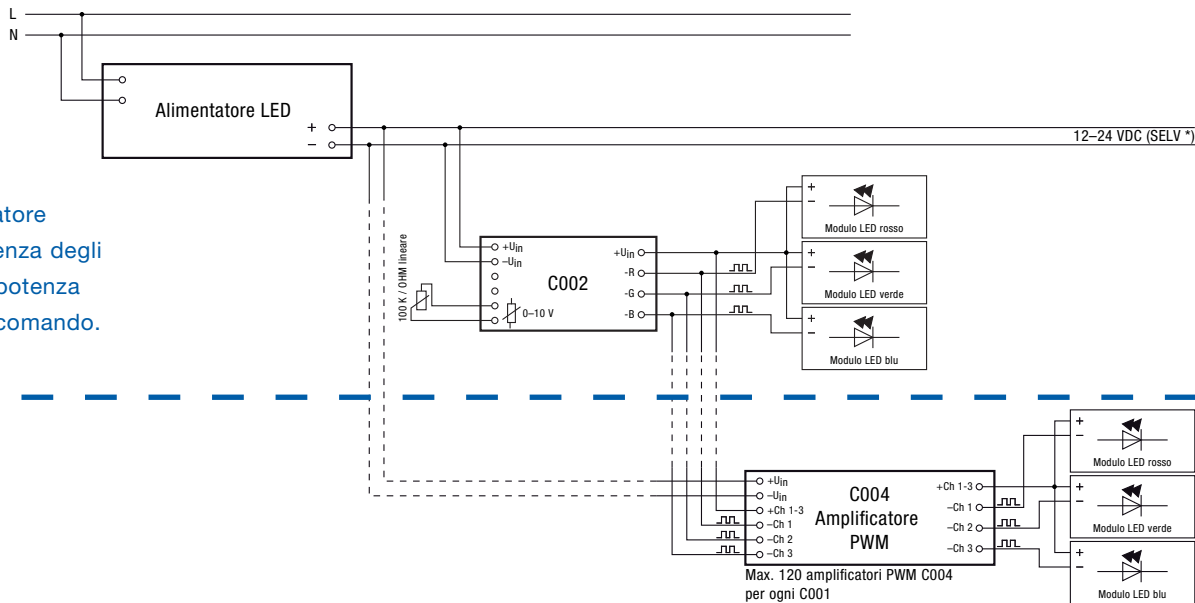 L
N
Alimentatore LED
+
−
12–24 VDC (SELV *)
atore
enza degli
potenza
comando.
100 K / OHM lineare
+Uin
−Uin
0–10 V
C002
+Uin
-R
-G
-B
+
−
Modulo LED rosso
+
−
Modulo LED verde
+
−
Modulo LED blu
+Uin
−Uin
+Ch 1-3
−Ch 1
−Ch 2
−Ch 3
C004
Amplificatore
PWM
+Ch 1-3
−Ch 1
−Ch 2
−Ch 3
Max. 120 amplificatori PWM C004
per ogni C001
+
−
Modulo LED rosso
+
−
Modulo LED verde
+
−
Modulo LED blu